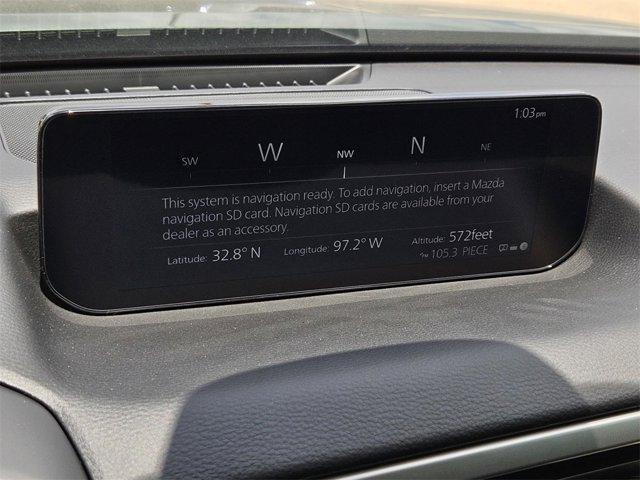 1:03pm
SW W NW N NE
This system is navigation ready. To add navigation, insert a Mazda
navigation SD card. Navigation SD cards are available from your
dealer as an accessory.
Latitude: 32.8° N Longitude: 97.2° W Altitude: 572feet
105.3 PIECE